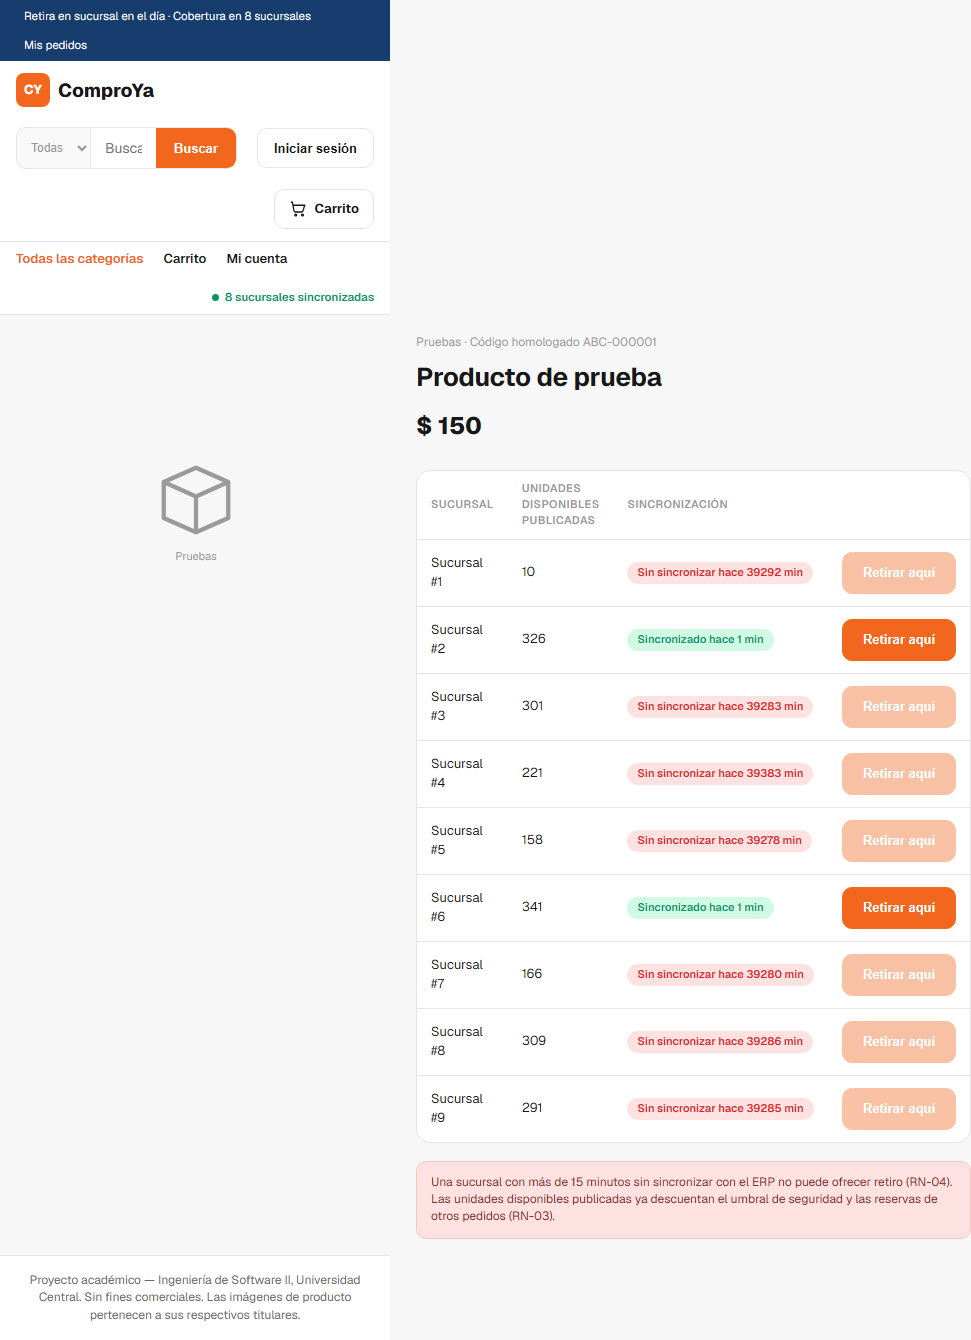 Retira en sucursal en el día · Cobertura en 8 sucursales
Mis pedidos
CY ComproYa
Todas Busca Buscar Iniciar sesión
Carrito
Todas las categorías Carrito Mi cuenta
8 sucursales sincronizadas
Pruebas
Pruebas · Código homologado ABC-000001
Producto de prueba
$ 150
SUCURSAL UNIDADES DISPONIBLES PUBLICADAS SINCRONIZACIÓN
Sucursal #1 10 Sin sincronizar hace 39292 min Retirar aquí
Sucursal #2 326 Sincronizado hace 1 min Retirar aquí
Sucursal #3 301 Sin sincronizar hace 39283 min Retirar aquí
Sucursal #4 221 Sin sincronizar hace 39383 min Retirar aquí
Sucursal #5 158 Sin sincronizar hace 39278 min Retirar aquí
Sucursal #6 341 Sincronizado hace 1 min Retirar aquí
Sucursal #7 166 Sin sincronizar hace 39280 min Retirar aquí
Sucursal #8 309 Sin sincronizar hace 39286 min Retirar aquí
Sucursal #9 291 Sin sincronizar hace 39285 min Retirar aquí
Una sucursal con más de 15 minutos sin sincronizar con el ERP no puede ofrecer retiro (RN-04).
Las unidades disponibles publicadas ya descuentan el umbral de seguridad y las reservas de
otros pedidos (RN-03).
Proyecto académico — Ingeniería de Software II, Universidad
Central. Sin fines comerciales. Las imágenes de producto
pertenecen a sus respectivos titulares.